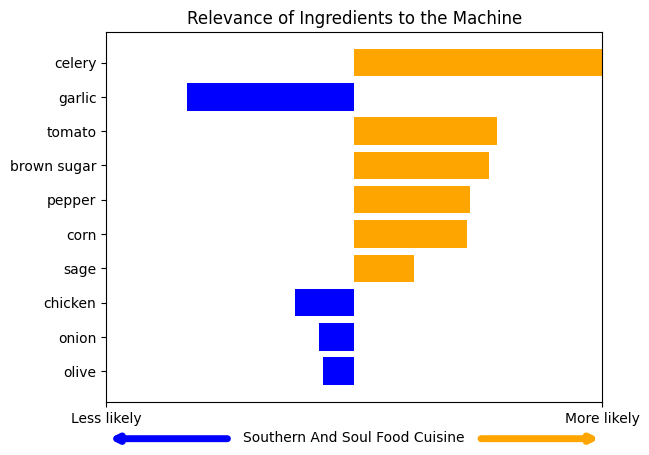 Relevance of Ingredients to the Machine
celery
garlic
tomato
brown sugar
pepper
corn
sage
chicken
onion
olive
Less likely
More likely
Southern And Soul Food Cuisine